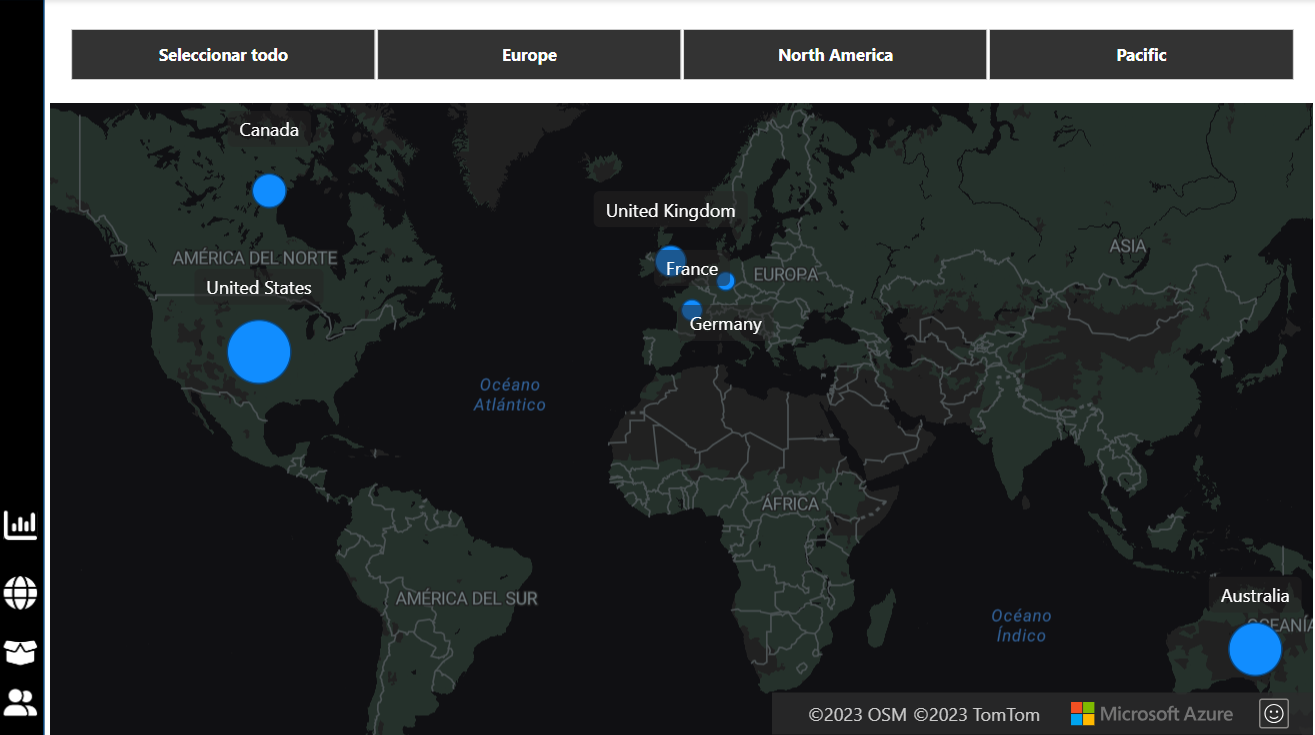 Seleccionar todo
Europe
North America
Pacific
Canada
United Kingdom
AMÉRICA DEL NORTE
ASIA
France
EUROPA
United States
Germany
Océano
Atlántico
ÁFRICA
AMÉRICA DEL SUR
Australia
Océano
Índico
OCEANÍA
©2023 OSM ©2023 TomTom
Microsoft Azure